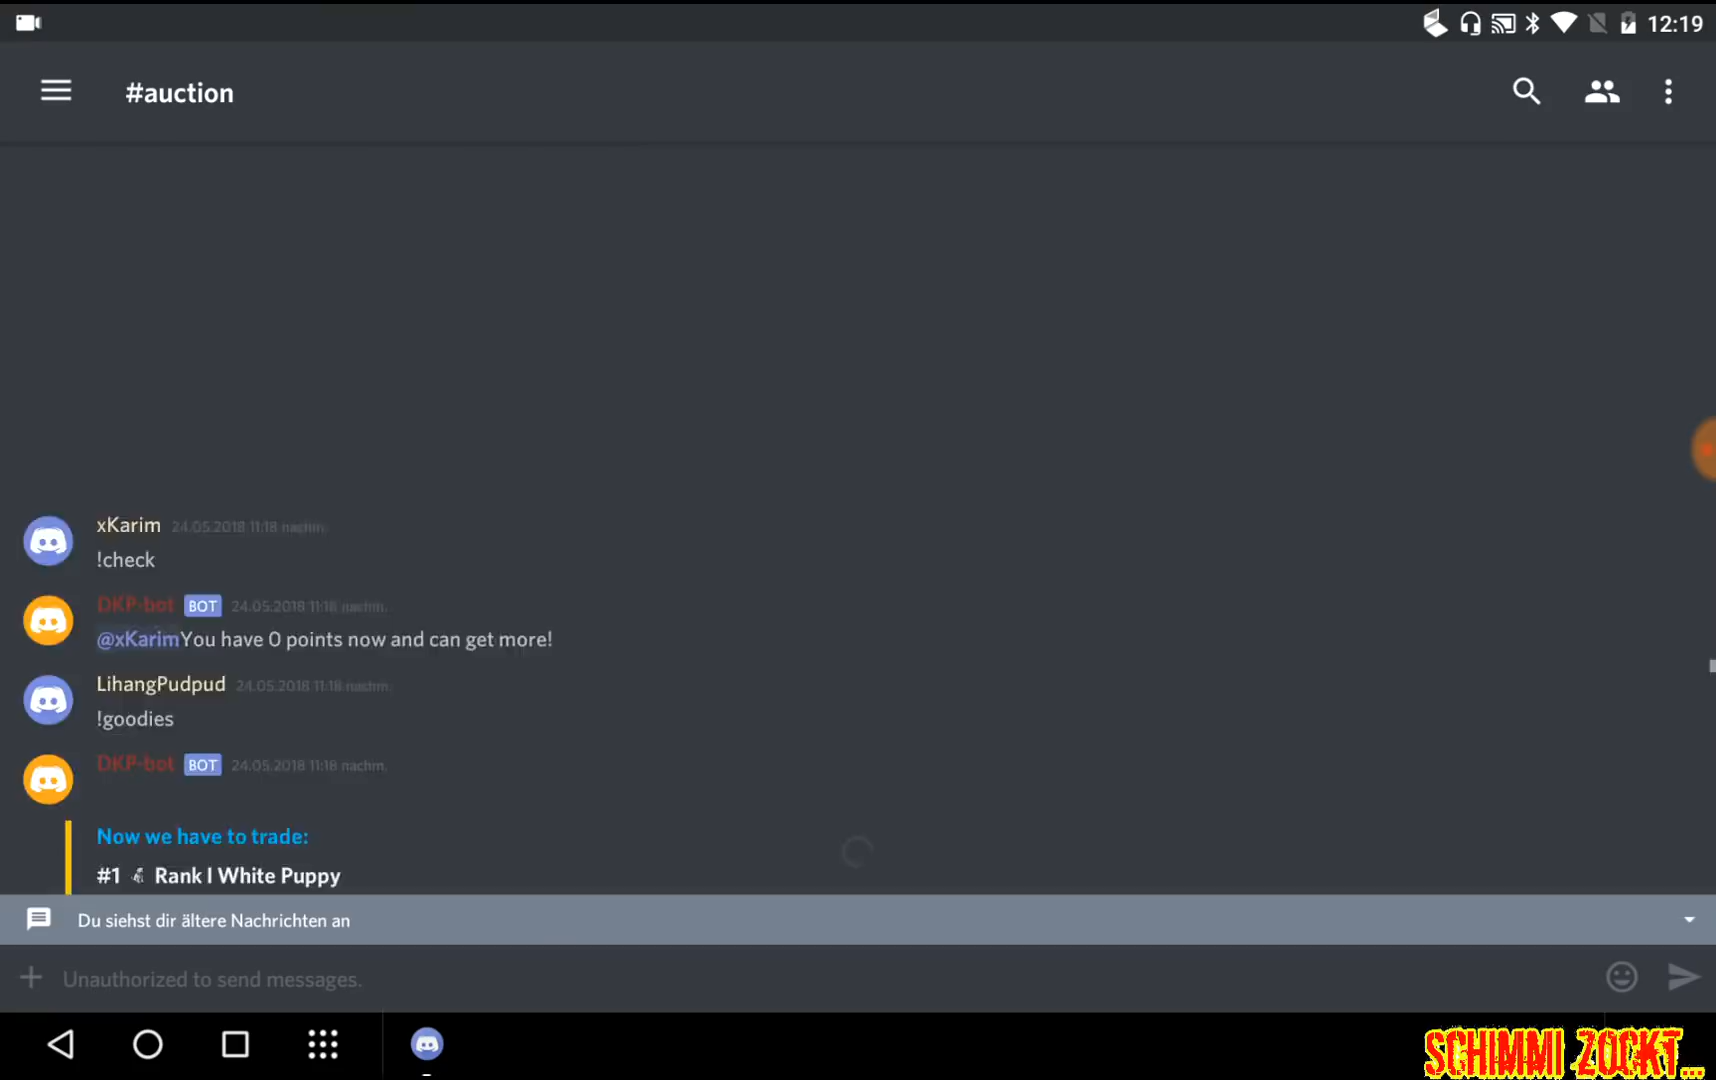 12:19
#auction
xKarim 24.05.2018 11:18 nachm.
!check
DKP-bot BOT 24.05.2018 11:18 nachm.
@xKarimYou have 0 points now and can get more!
LihangPudpud 24.05.2018 11:18 nachm.
!goodies
DKP-bot BOT 24.05.2018 11:18 nachm.
Now we have to trade:
#1 Rank I White Puppy
Du siehst dir ältere Nachrichten an
Unauthorized to send messages.
SCHIMMI ZOCKT...